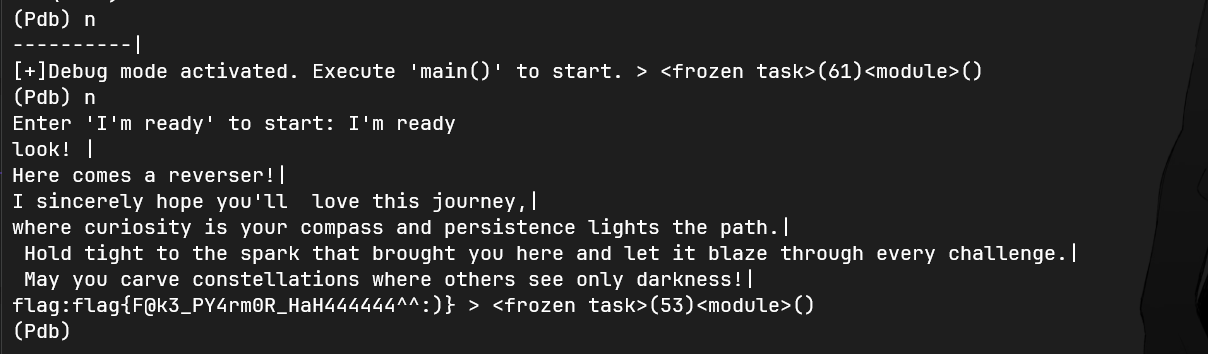 (Pdb) n
----------|
[+]Debug mode activated. Execute 'main()' to start. > <frozen task>(61)<module>()
(Pdb) n
Enter 'I'm ready' to start: I'm ready
look! |
Here comes a reverser!|
I sincerely hope you'll  love this journey,|
where curiosity is your compass and persistence lights the path.|
 Hold tight to the spark that brought you here and let it blaze through every challenge.|
 May you carve constellations where others see only darkness!|
flag:flag{F@k3_PY4rm0R_HaH444444^^:)} > <frozen task>(53)<module>()
(Pdb)